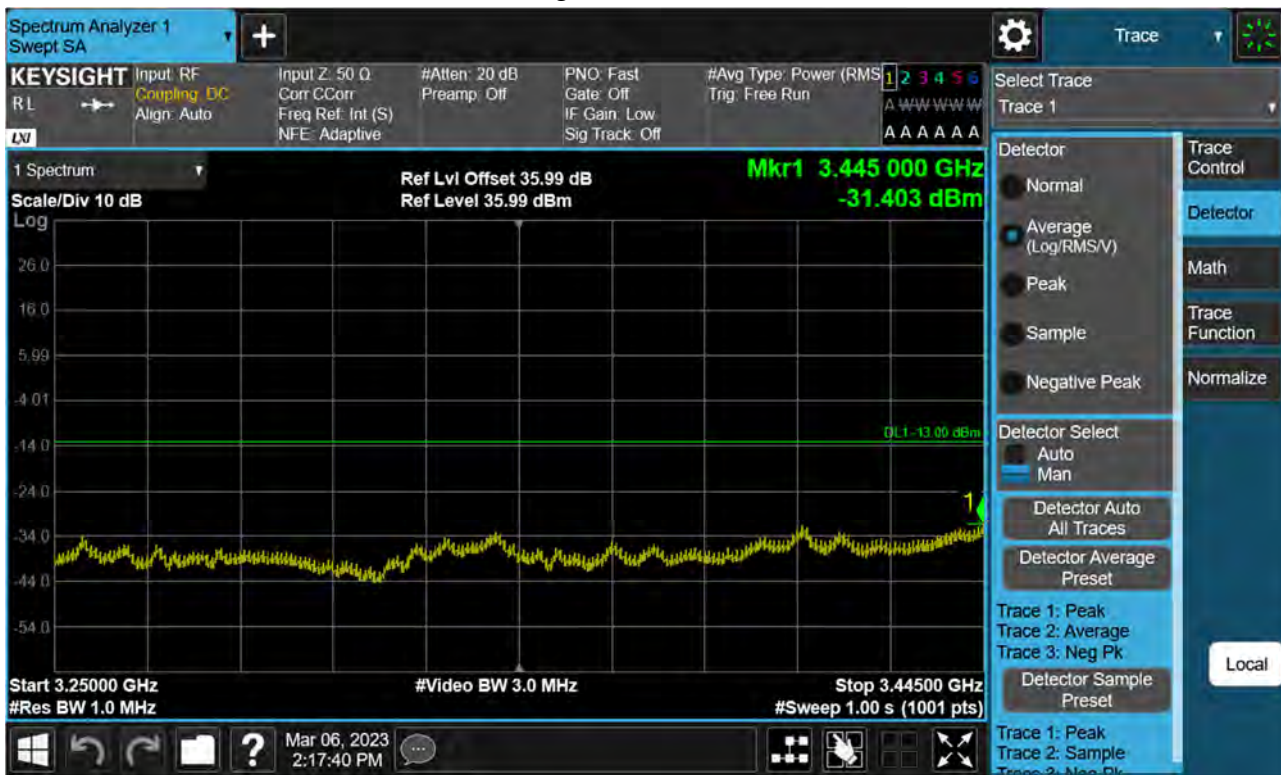 Spectrum Analyzer 1
Swept SA
+
Trace
KEYSIGHT
R L
LXI
Input: RF
Coupling: DC
Align: Auto
Input Z: 50 Ω
Corr CCorr
Freq Ref: Int (S)
NFE: Adaptive
#Atten: 20 dB
Preamp: Off
PNO: Fast
Gate: Off
IF Gain: Low
Sig Track: Off
#Avg Type: Power (RMS
Trig: Free Run
1 2 3 4 5 6
A W W W W W
A A A A A A
Select Trace
Trace 1
1 Spectrum
Scale/Div 10 dB
Ref Lvl Offset 35.99 dB
Ref Level 35.99 dBm
Mkr1 3.445 000 GHz
-31.403 dBm
Log
26.0
16.0
5.99
-4.01
-14.0
-24.0
-34.0
-44.0
-54.0
DL1 -13.00 dBm
1
Start 3.25000 GHz
#Res BW 1.0 MHz
#Video BW 3.0 MHz
Stop 3.44500 GHz
#Sweep 1.00 s (1001 pts)
Detector
Normal
Average
(Log/RMS/V)
Peak
Sample
Negative Peak
Detector Select
Auto
Man
Detector Auto
All Traces
Detector Average
Preset
Trace 1: Peak
Trace 2: Average
Trace 3: Neg Pk
Detector Sample
Preset
Trace 1: Peak
Trace 2: Sample
Trace 3: Neg Pk
Trace
Control
Detector
Math
Trace
Function
Normalize
Local
?
Mar 06, 2023
2:17:40 PM